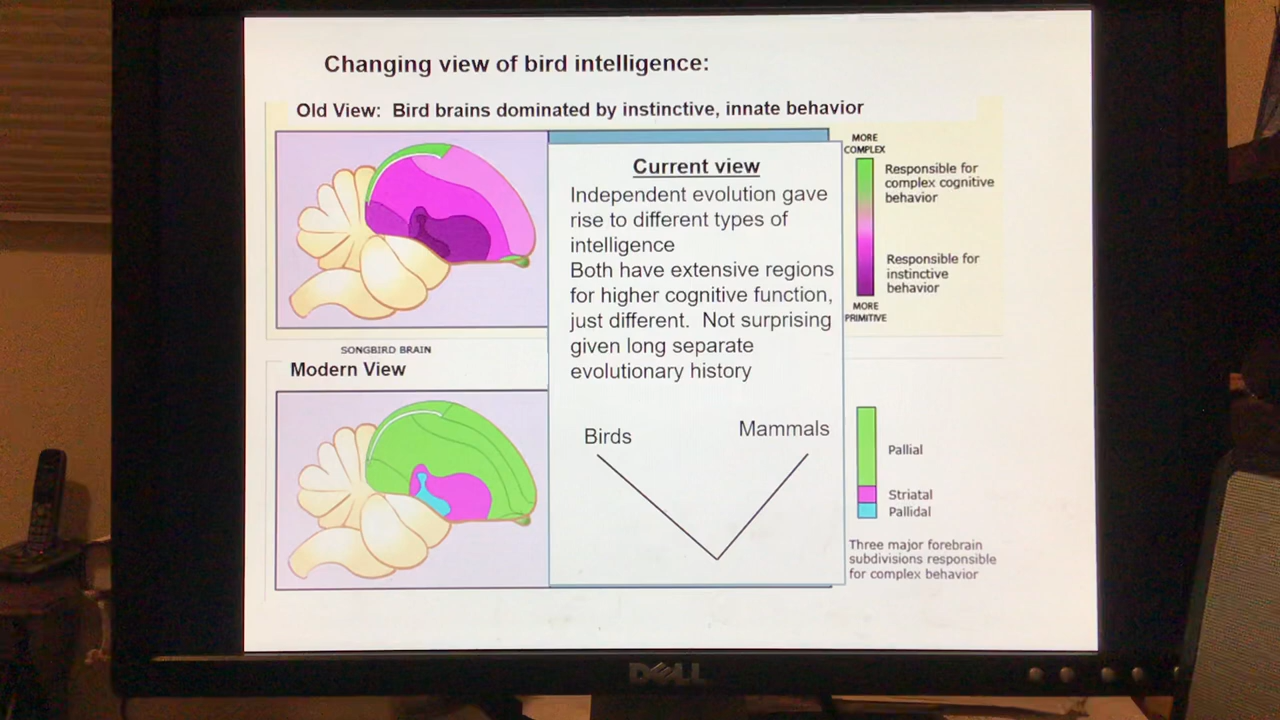 Changing view of bird intelligence:
Old View: Bird brains dominated by instinctive, innate behavior
SONGBIRD BRAIN
Modern View
Current view
Independent evolution gave
rise to different types of
intelligence
Both have extensive regions
for higher cognitive function,
just different. Not surprising
given long separate
evolutionary history
Birds
Mammals
MORE
COMPLEX
Responsible for
complex cognitive
behavior
Responsible for
instinctive
behavior
MORE
PRIMITIVE
Pallial
Striatal
Pallidal
Three major forebrain
subdivisions responsible
for complex behavior
DELL